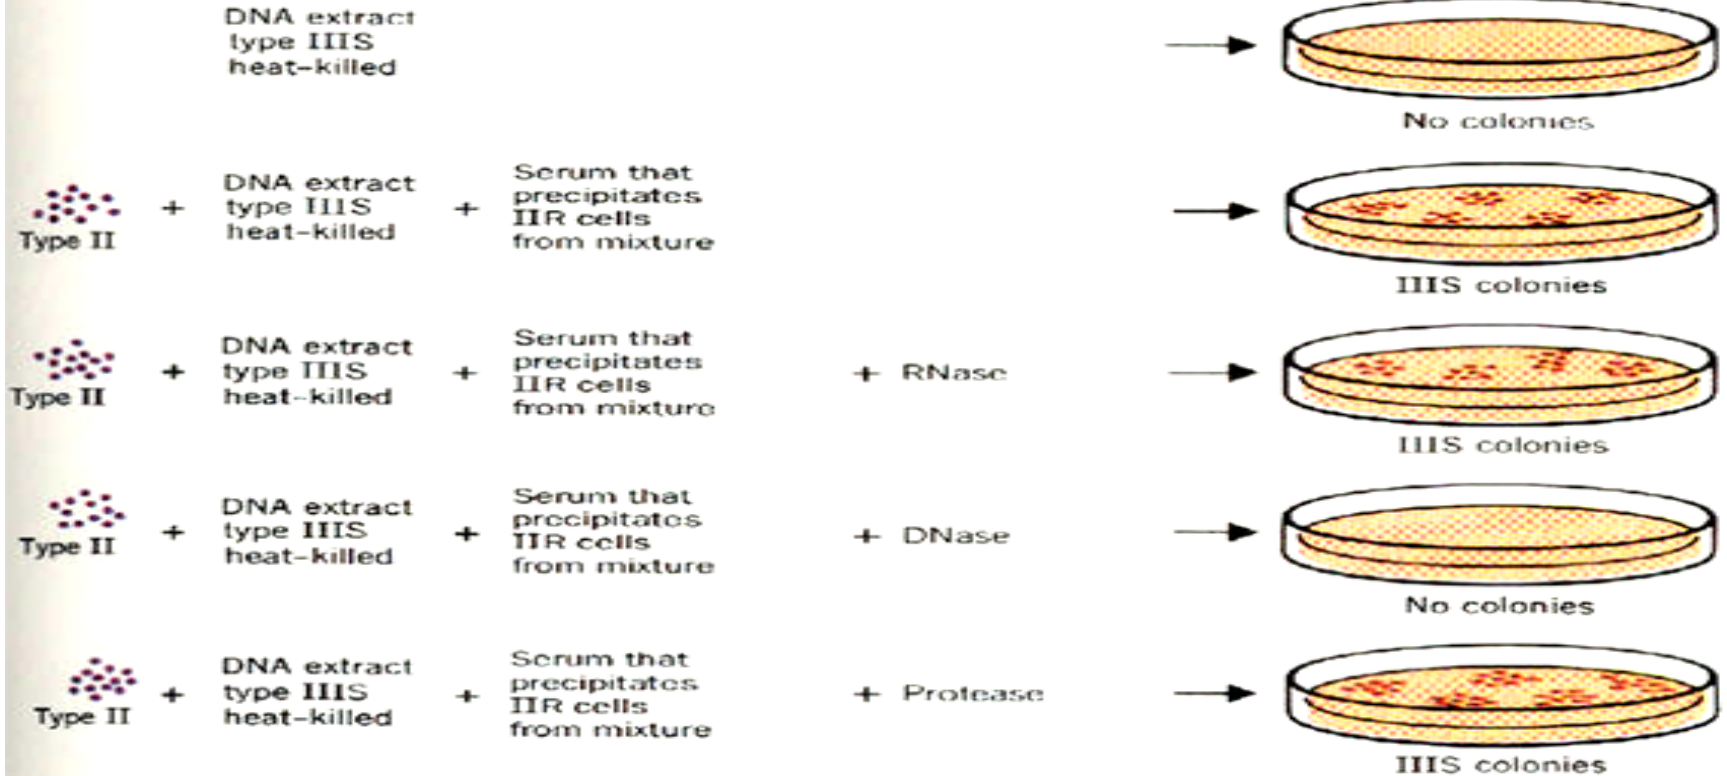 DNA extract
type IIIS
heat-killed
No colonies
Type II
+
DNA extract
type IIIS
heat-killed
+
Serum that
precipitates
IIR cells
from mixture
IIIS colonies
Type II
+
DNA extract
type IIIS
heat-killed
+
Serum that
precipitates
IIR cells
from mixture
+ RNase
IIIS colonies
Type II
+
DNA extract
type IIIS
heat-killed
+
Serum that
precipitates
IIR cells
from mixture
+ DNase
No colonies
Type II
+
DNA extract
type IIIS
heat-killed
+
Serum that
precipitates
IIR cells
from mixture
+ Protease
IIIS colonies